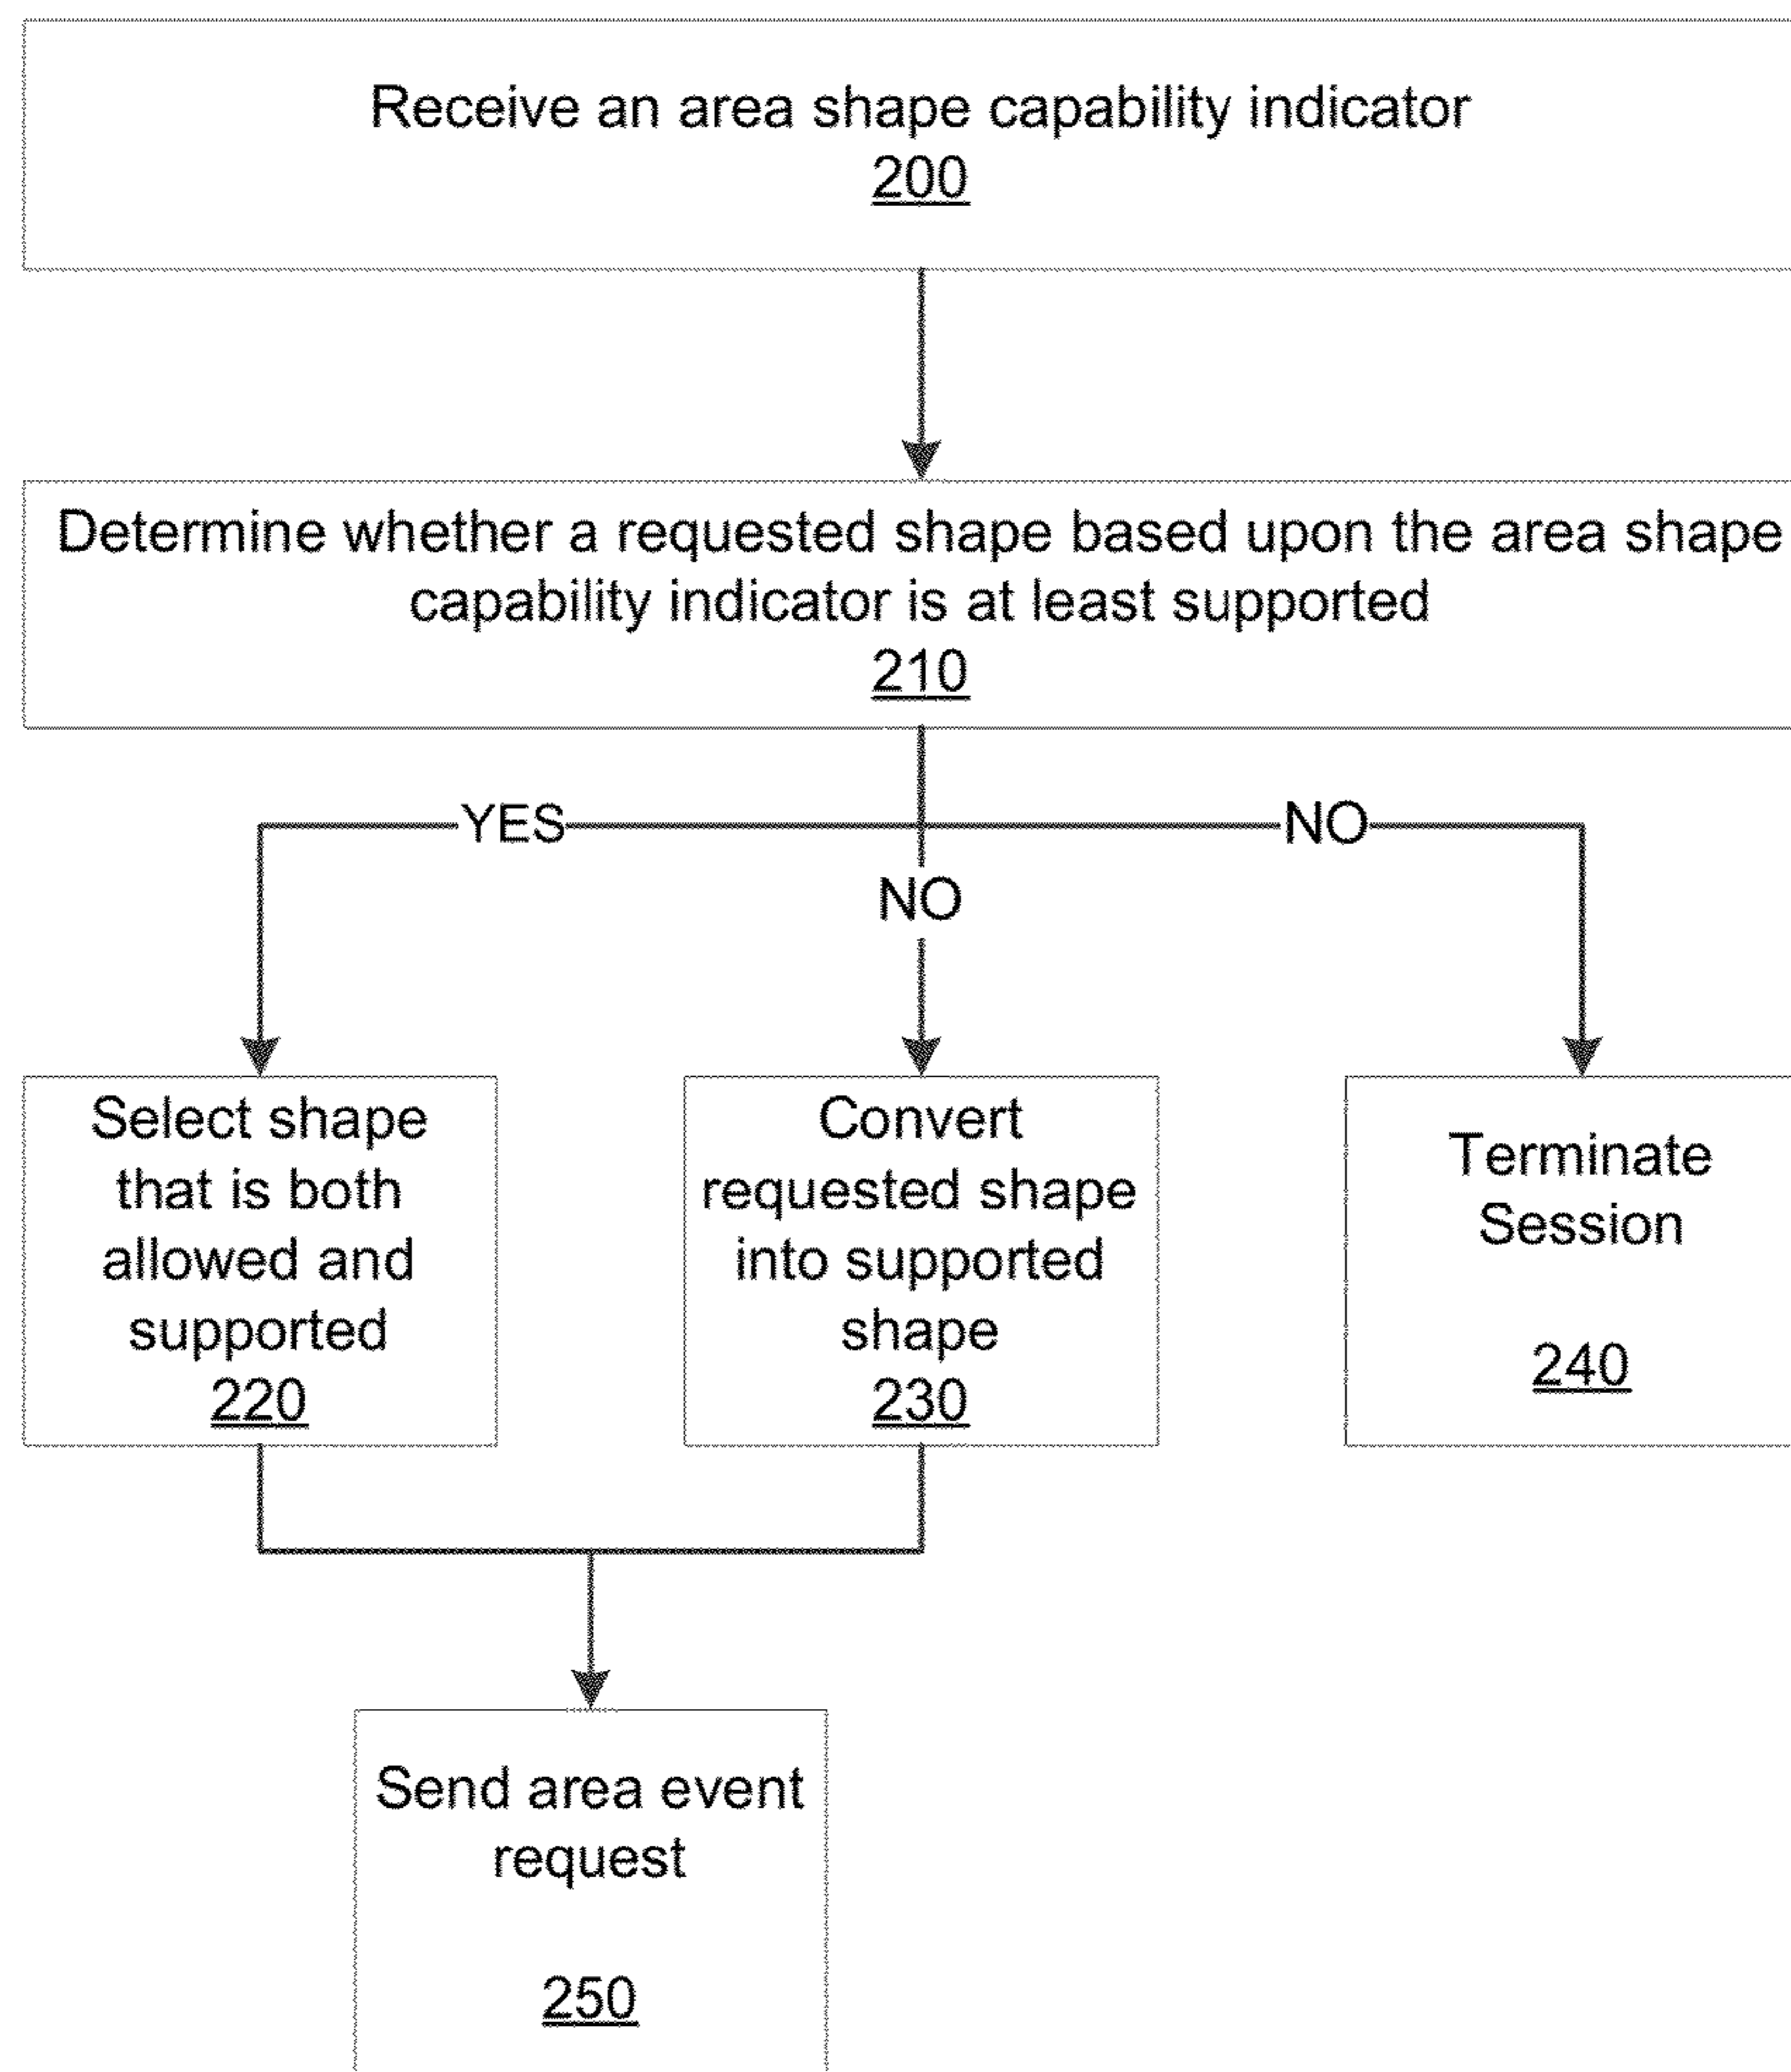 Receive an area shape capability indicator
200
Determine whether a requested shape based upon the area shape
capability indicator is at least supported
210
YES
NO
NO
Select shape
that is both
allowed and
supported
220
Convert
requested shape
into supported
shape
230
Terminate
Session
240
Send area event
request
250